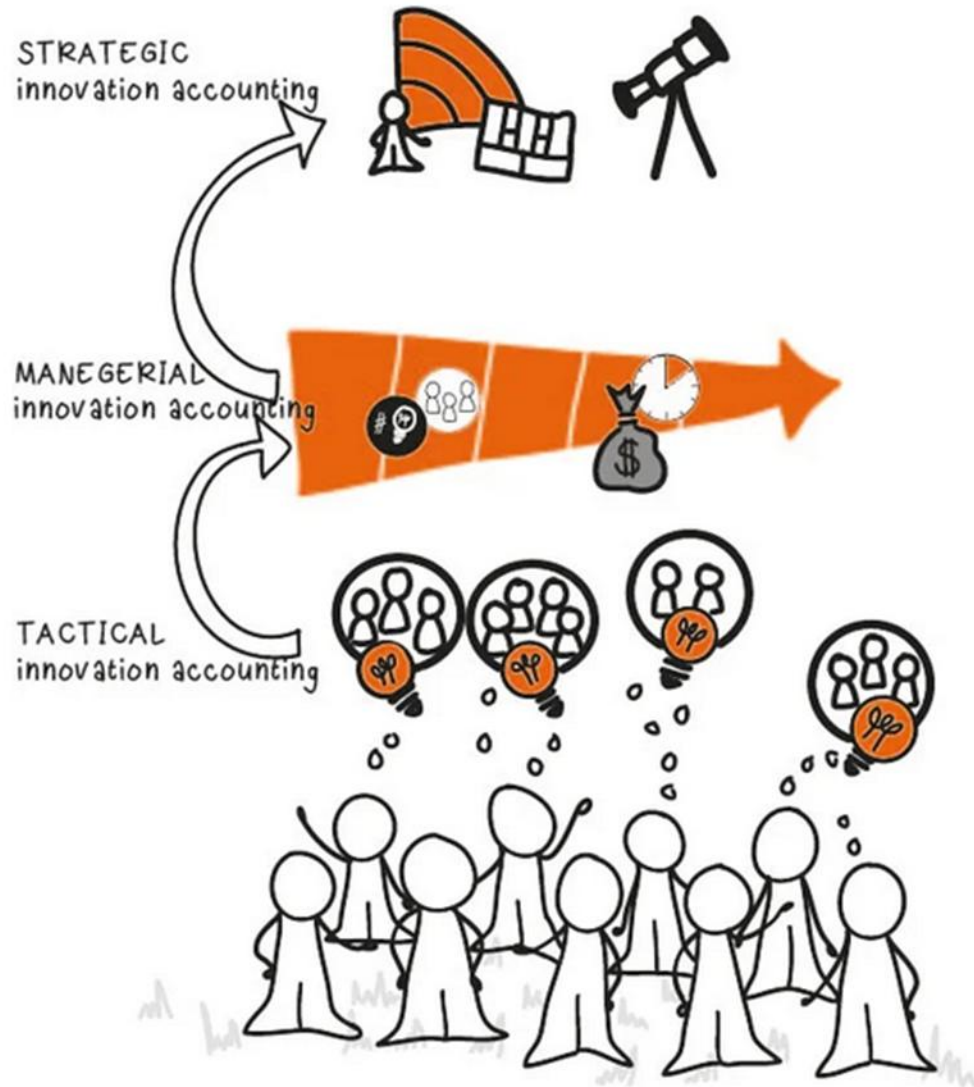 STRATEGIC
innovation accounting
MANEGERIAL
innovation accounting
$
TACTICAL
innovation accounting